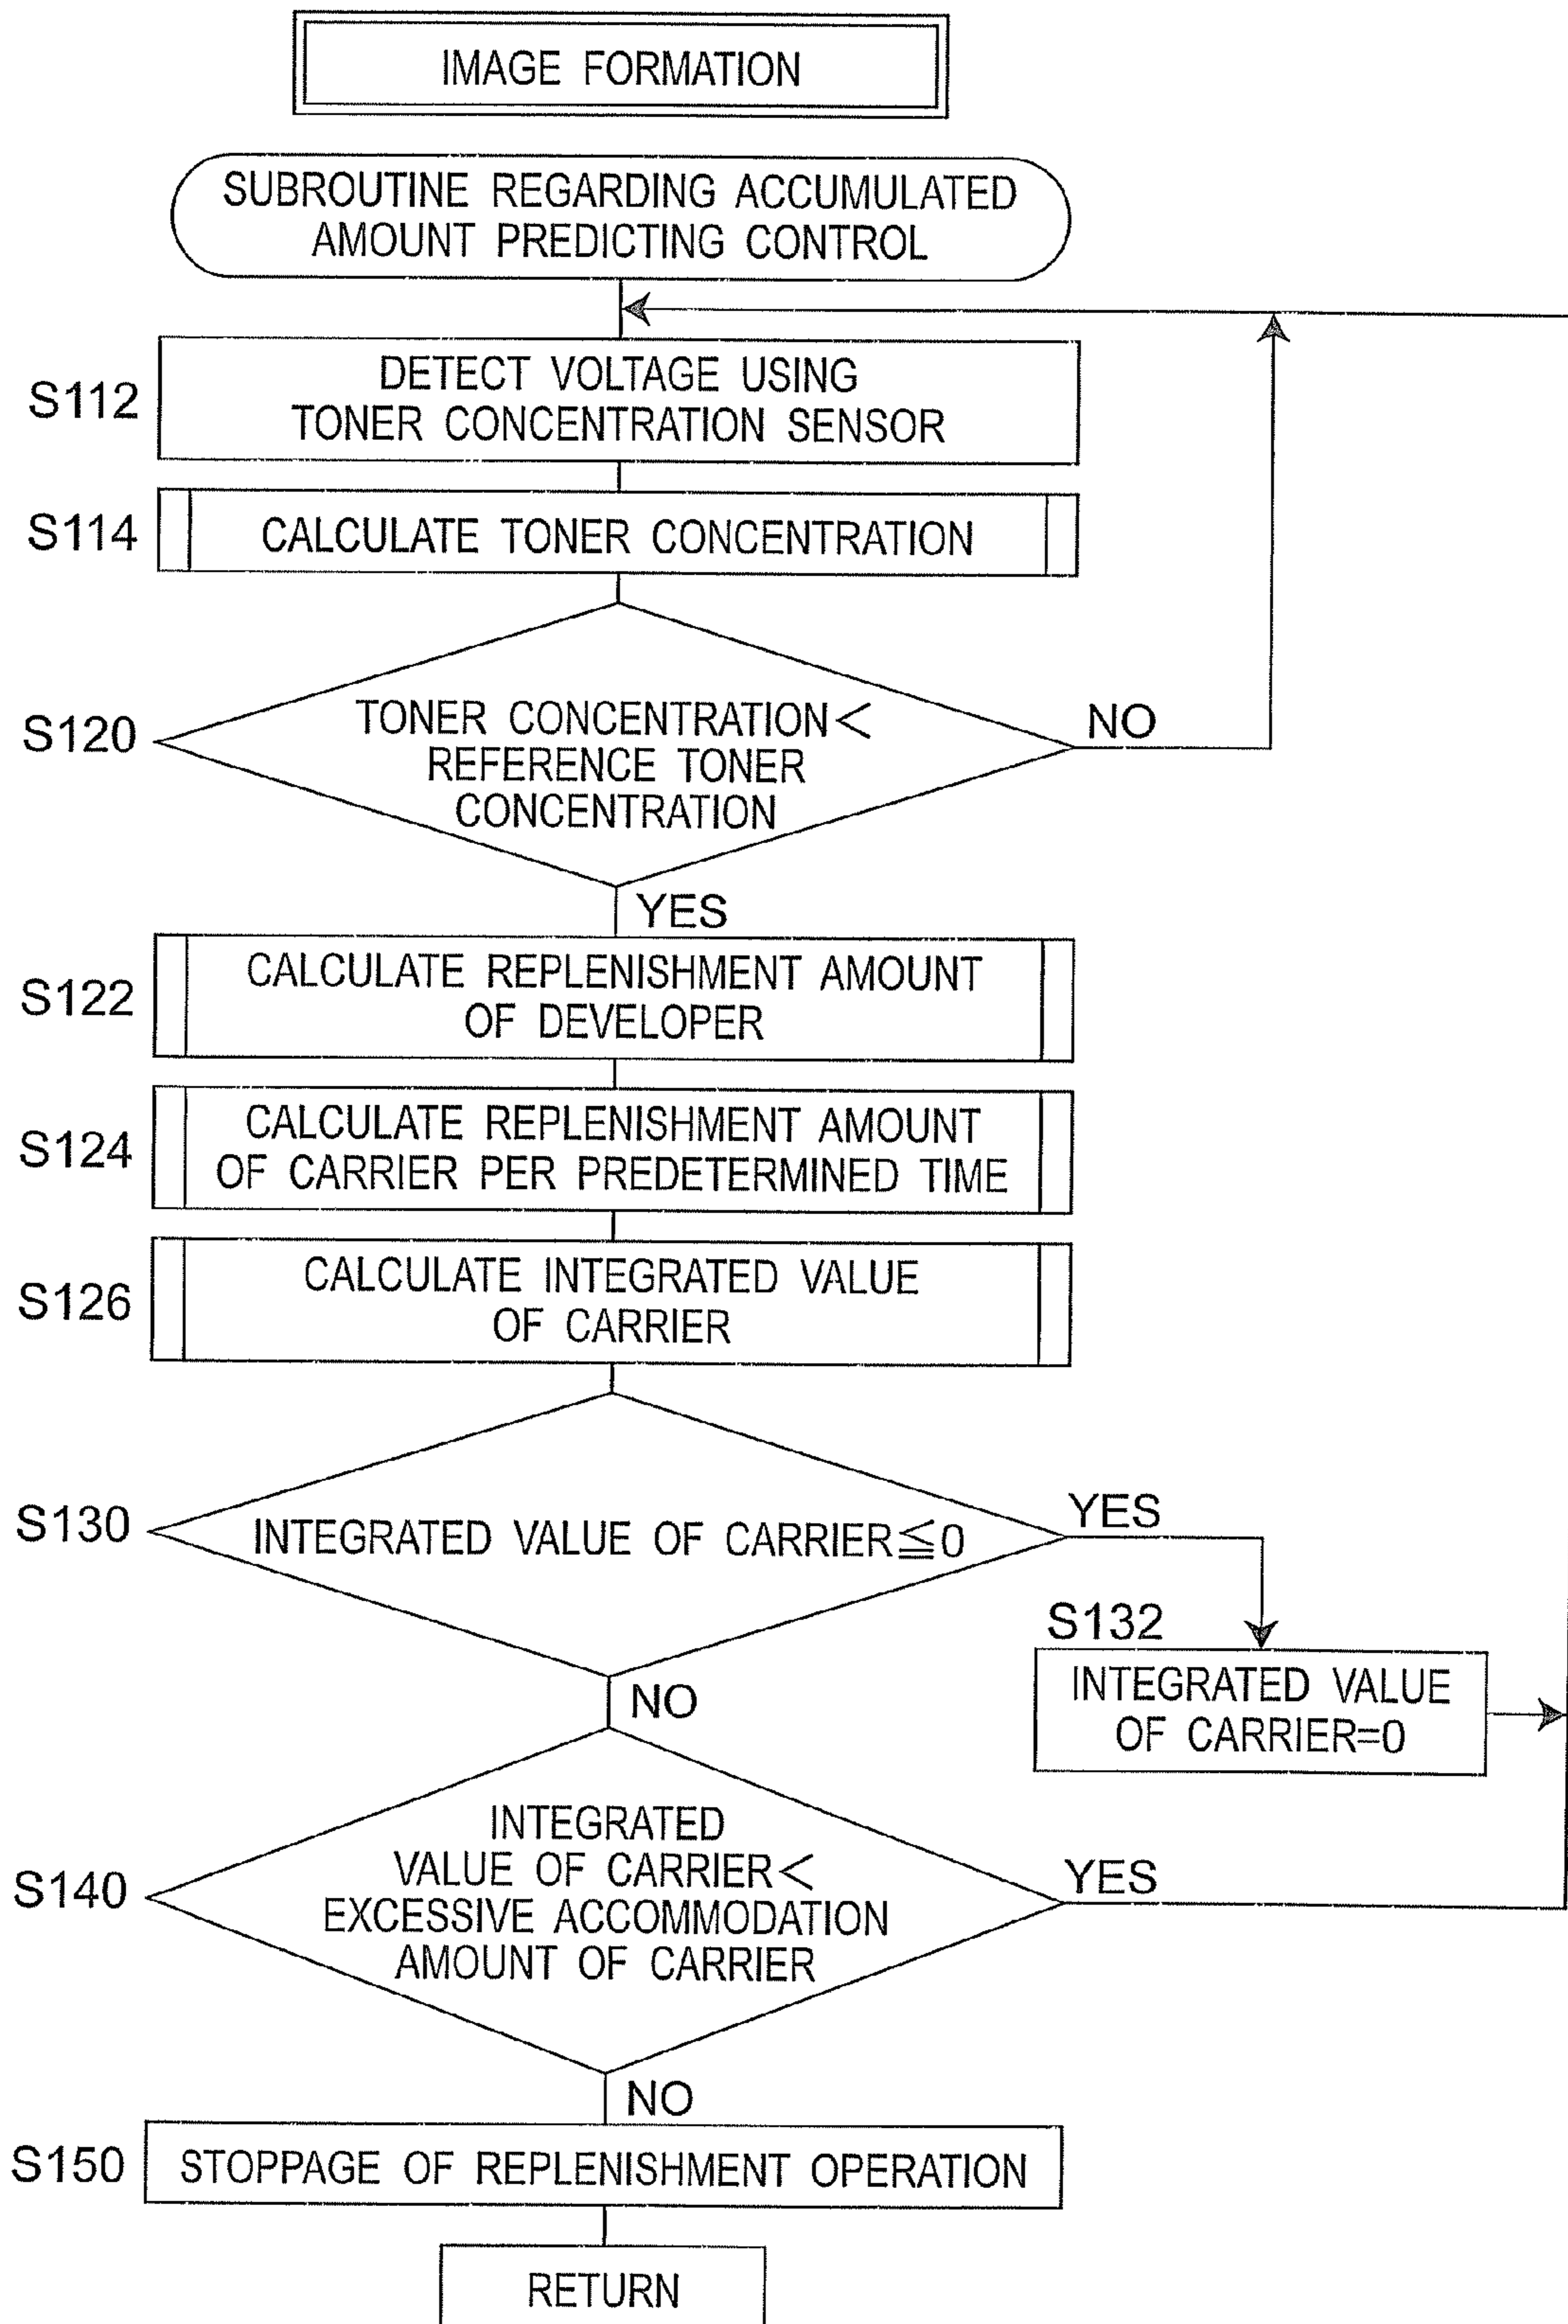 IMAGE FORMATION
SUBROUTINE REGARDING ACCUMULATED
AMOUNT PREDICTING CONTROL
S112
DETECT VOLTAGE USING
TONER CONCENTRATION SENSOR
S114
CALCULATE TONER CONCENTRATION
S120
TONER CONCENTRATION<
REFERENCE TONER
CONCENTRATION
NO
YES
S122
CALCULATE REPLENISHMENT AMOUNT
OF DEVELOPER
S124
CALCULATE REPLENISHMENT AMOUNT
OF CARRIER PER PREDETERMINED TIME
S126
CALCULATE INTEGRATED VALUE
OF CARRIER
S130
INTEGRATED VALUE OF CARRIER≦0
YES
S132
INTEGRATED VALUE
OF CARRIER=0
NO
S140
INTEGRATED
VALUE OF CARRIER<
EXCESSIVE ACCOMMODATION
AMOUNT OF CARRIER
YES
NO
S150
STOPPAGE OF REPLENISHMENT OPERATION
RETURN